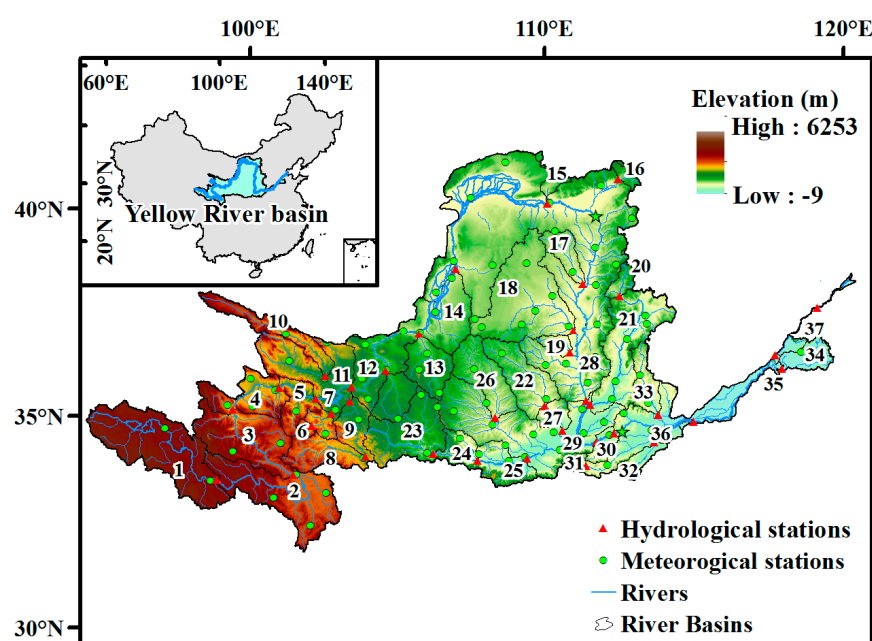 100°E
110°E
120°E
60°E
100°E
140°E
30°N
20°N
Yellow River basin
Elevation (m)
High : 6253
Low : -9
40°N
35°N
30°N
15
16
17
20
18
14
21
37
10
19
34
11
12
13
28
35
4
5
7
26
22
33
6
27
3
9
23
36
1
8
24
29
30
2
25
31
32
Hydrological stations
Meteorogical stations
Rivers
River Basins